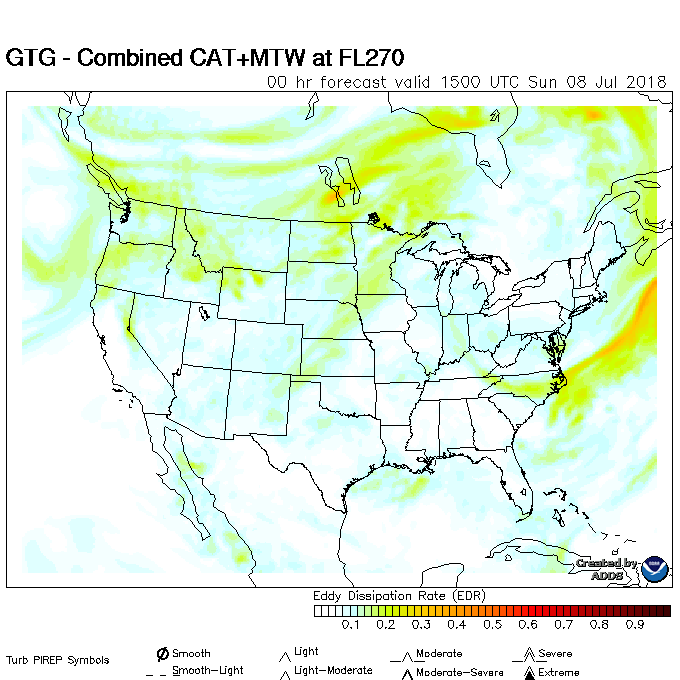 GTG - Combined CAT+MTW at FL270
00 hr forecast valid 1500 UTC Sun 08 Jul 2018
Created by
ADDS
Eddy Dissipation Rate (EDR)
0.1 0.2 0.3 0.4 0.5 0.6 0.7 0.8 0.9
Turb PIREP Symbols
Smooth Light Moderate Severe
Smooth-Light Light-Moderate Moderate-Severe Extreme